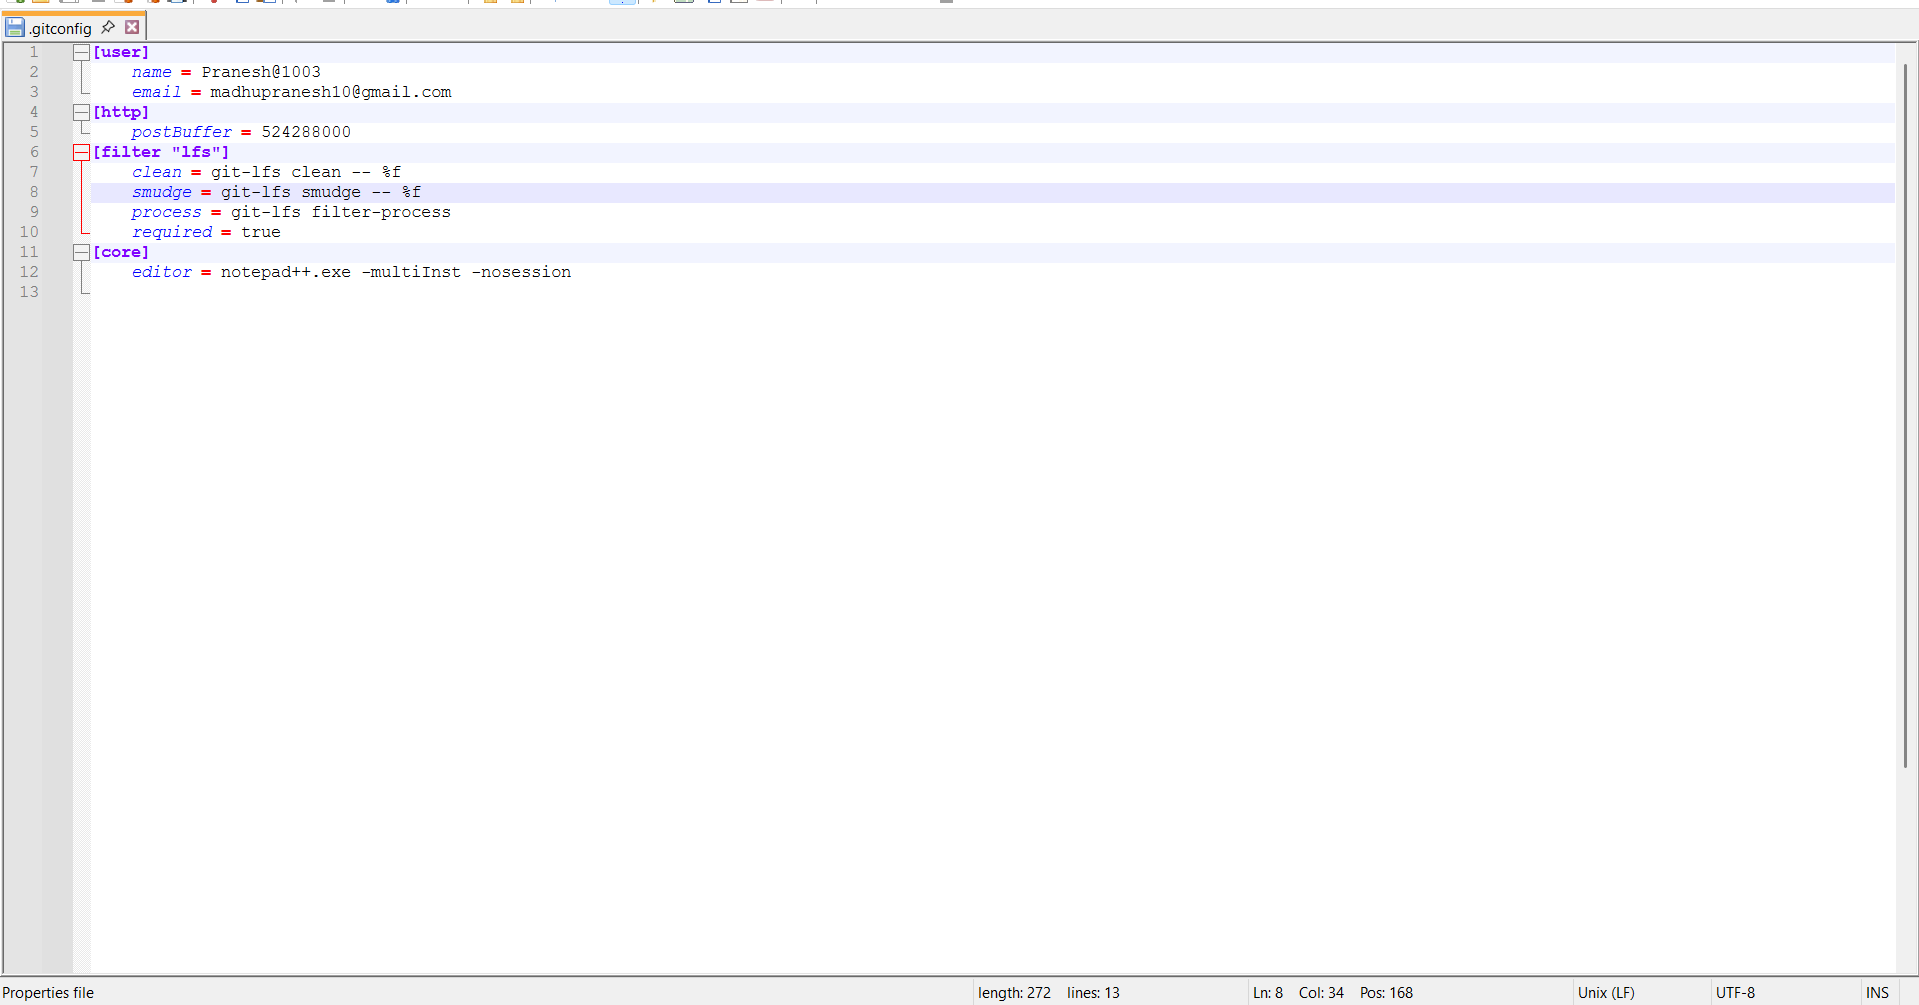 .gitconfig
1 [user]
2 name = Pranesh@1003
3 email = madhupranesh10@gmail.com
4 [http]
5 postBuffer = 524288000
6 [filter "lfs"]
7 clean = git-lfs clean -- %f
8 smudge = git-lfs smudge -- %f
9 process = git-lfs filter-process
10 required = true
11 [core]
12 editor = notepad++.exe -multiInst -nosession
13
Properties file length: 272 lines: 13 Ln: 8 Col: 34 Pos: 168 Unix (LF) UTF-8 INS